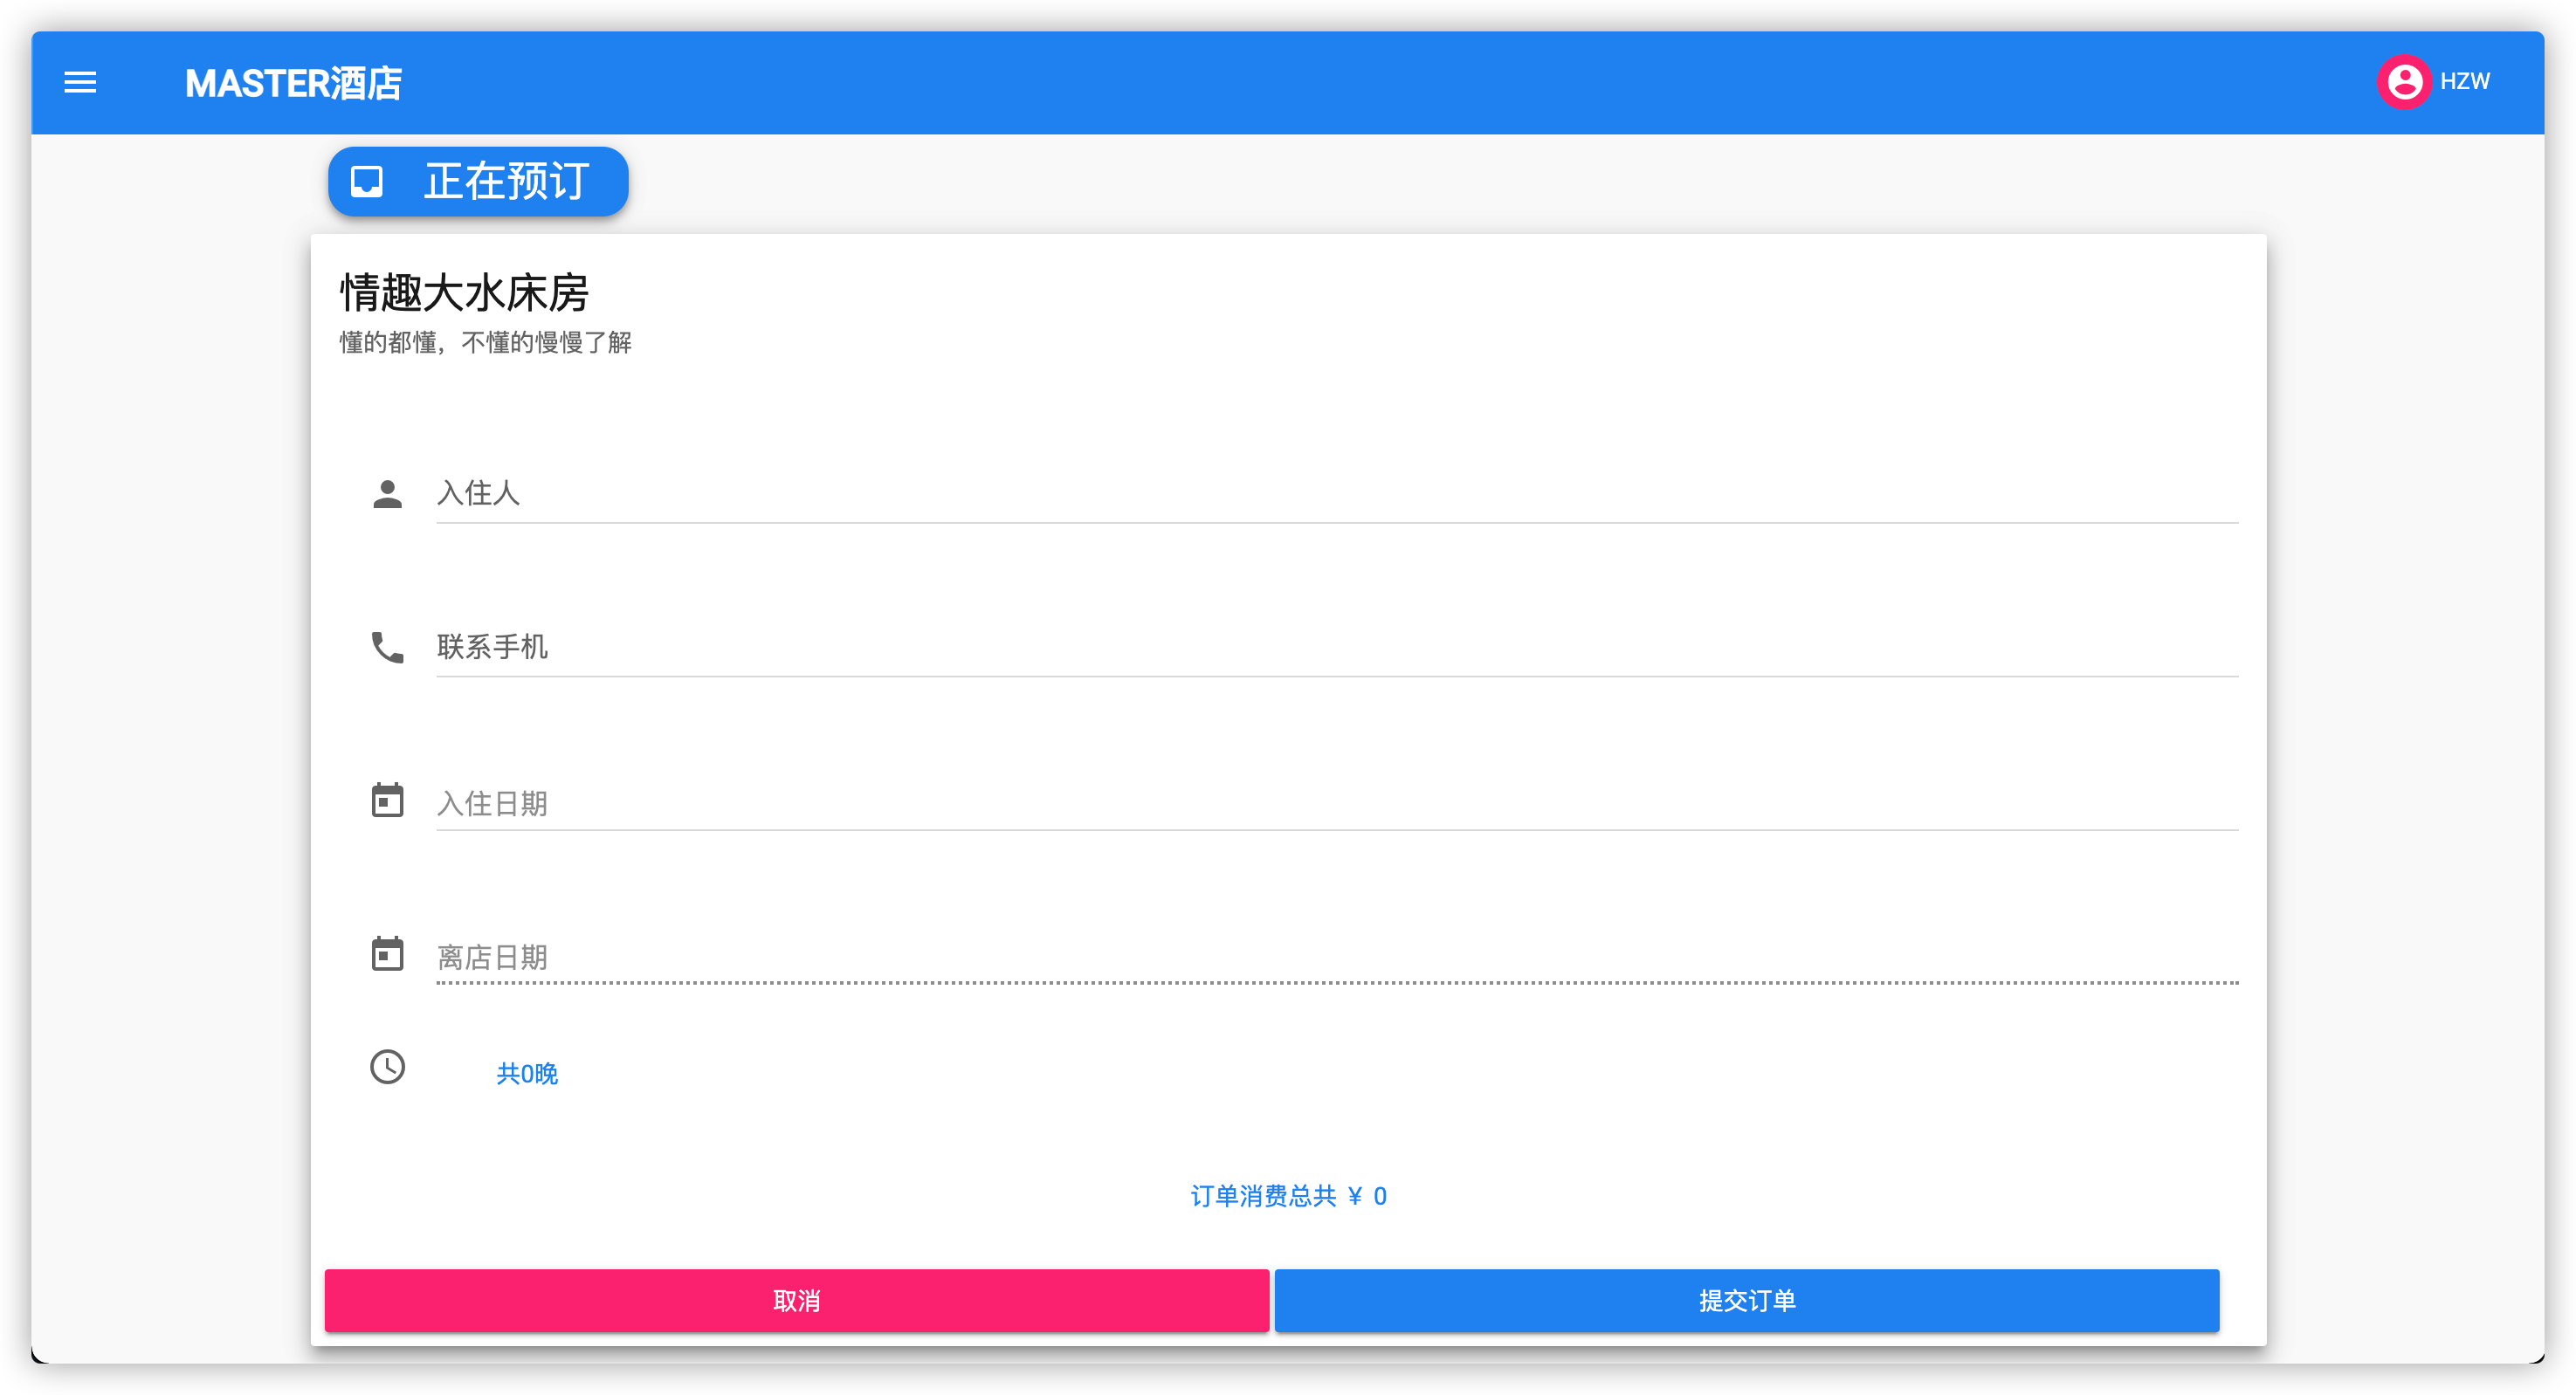 MASTER酒店
HZW
正在预订
情趣大水床房
懂的都懂，不懂的慢慢了解
入住人
联系手机
入住日期
离店日期
共0晚
订单消费总共 ¥ 0
取消
提交订单